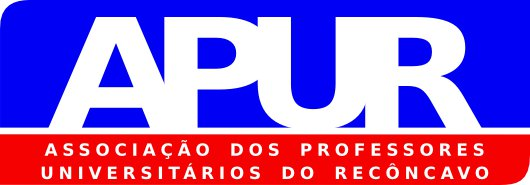 APUR
ASSOCIAÇÃO DOS PROFESSORES
UNIVERSITÁRIOS DO RECÔNCAVO